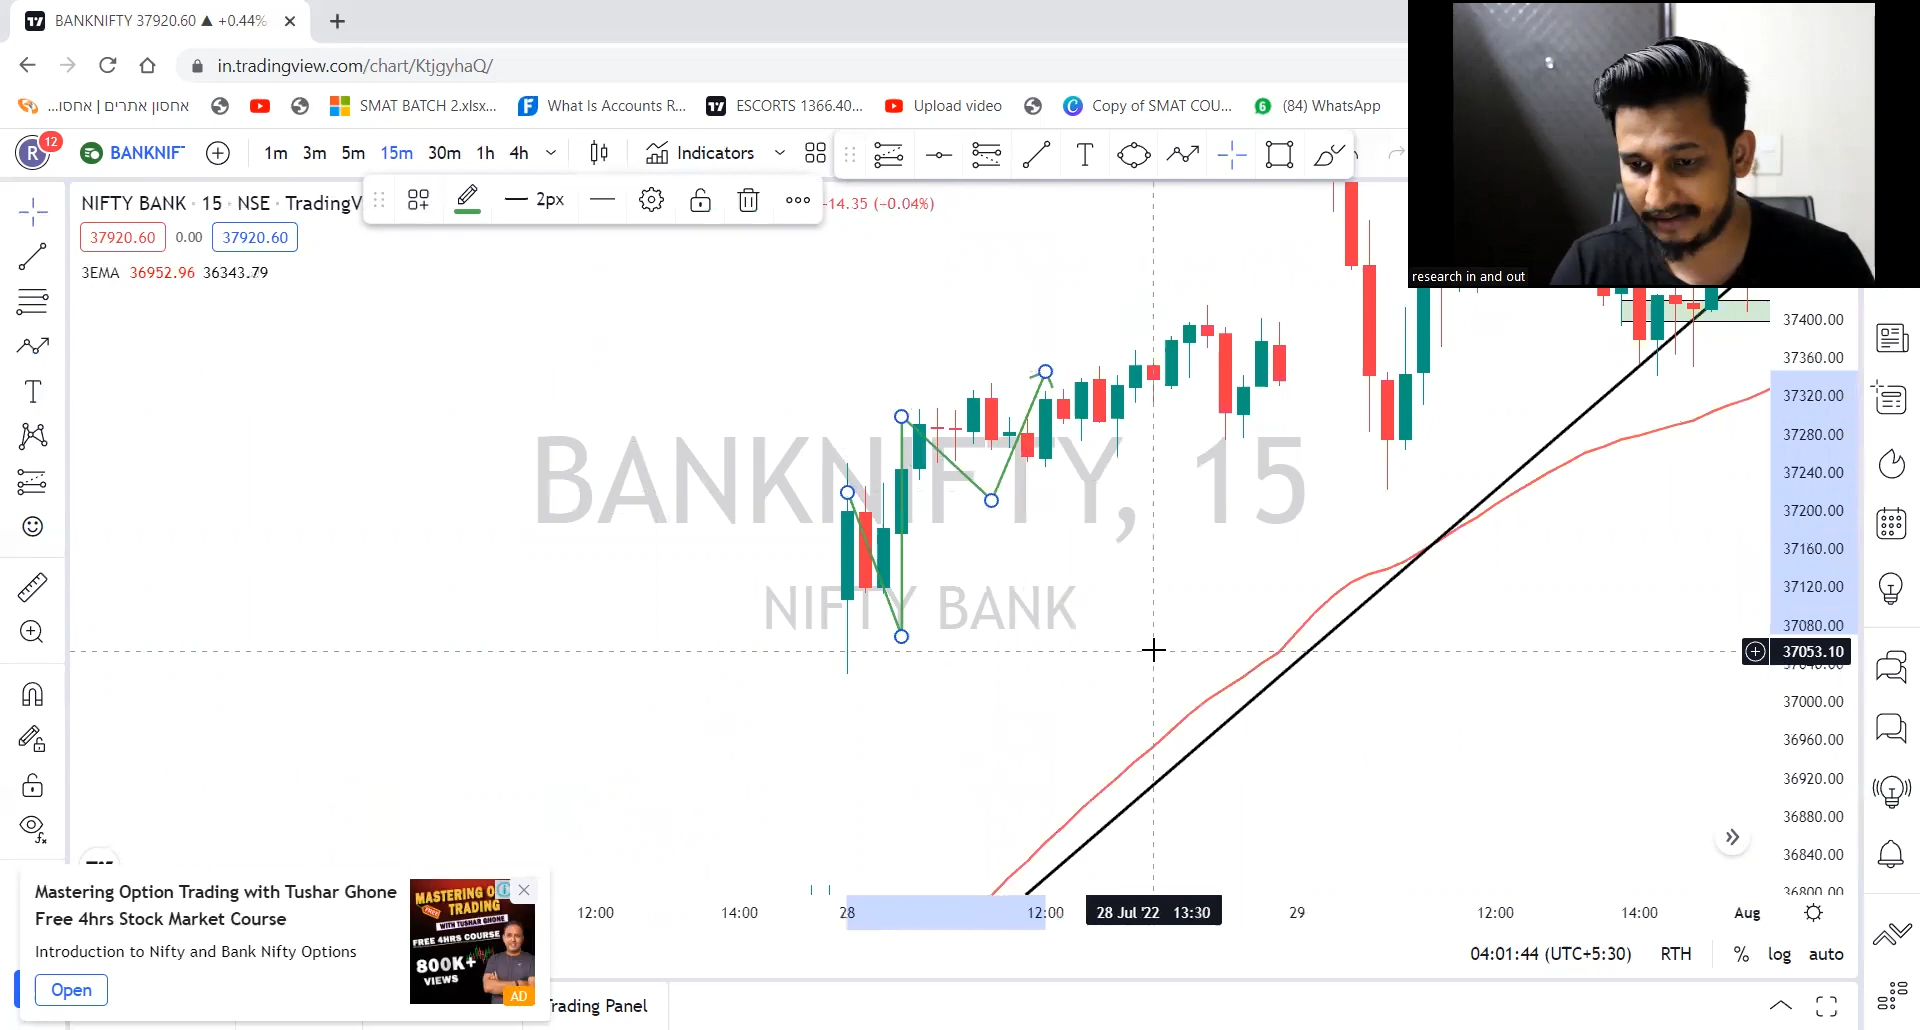 BANKNIFTY 37920.60 ▲ +0.44%
in.tradingview.com/chart/KtjgyhaQ/
אחסון אתרים | אחסו...
SMAT BATCH 2.xlsx...
What Is Accounts R...
ESCORTS 1366.40...
Upload video
Copy of SMAT COU...
6
(84) WhatsApp
R
12
BANKNIF
1m 3m 5m 15m 30m 1h 4h
Indicators
T
2px
NIFTY BANK · 15 · NSE · TradingV
-14.35 (−0.04%)
37920.60 0.00 37920.60
3EMA 36952.96 36343.79
research in and out
BANKNIFTY, 15
NIFTY BANK
37400.00
37360.00
37320.00
37280.00
37240.00
37200.00
37160.00
37120.00
37080.00
37053.10
37040.00
37000.00
36960.00
36920.00
36880.00
36840.00
36800.00
12:00 14:00 28 12:00 28 Jul '22 13:30 29 12:00 14:00 Aug
04:01:44 (UTC+5:30) RTH % log auto
Mastering Option Trading with Tushar Ghone
Free 4hrs Stock Market Course
Introduction to Nifty and Bank Nifty Options
Open
MASTERING O
TRADING
FREE
WITH TUSHAR GHONE
FREE 4HRS COURSE
800K+
VIEWS
AD
Trading Panel